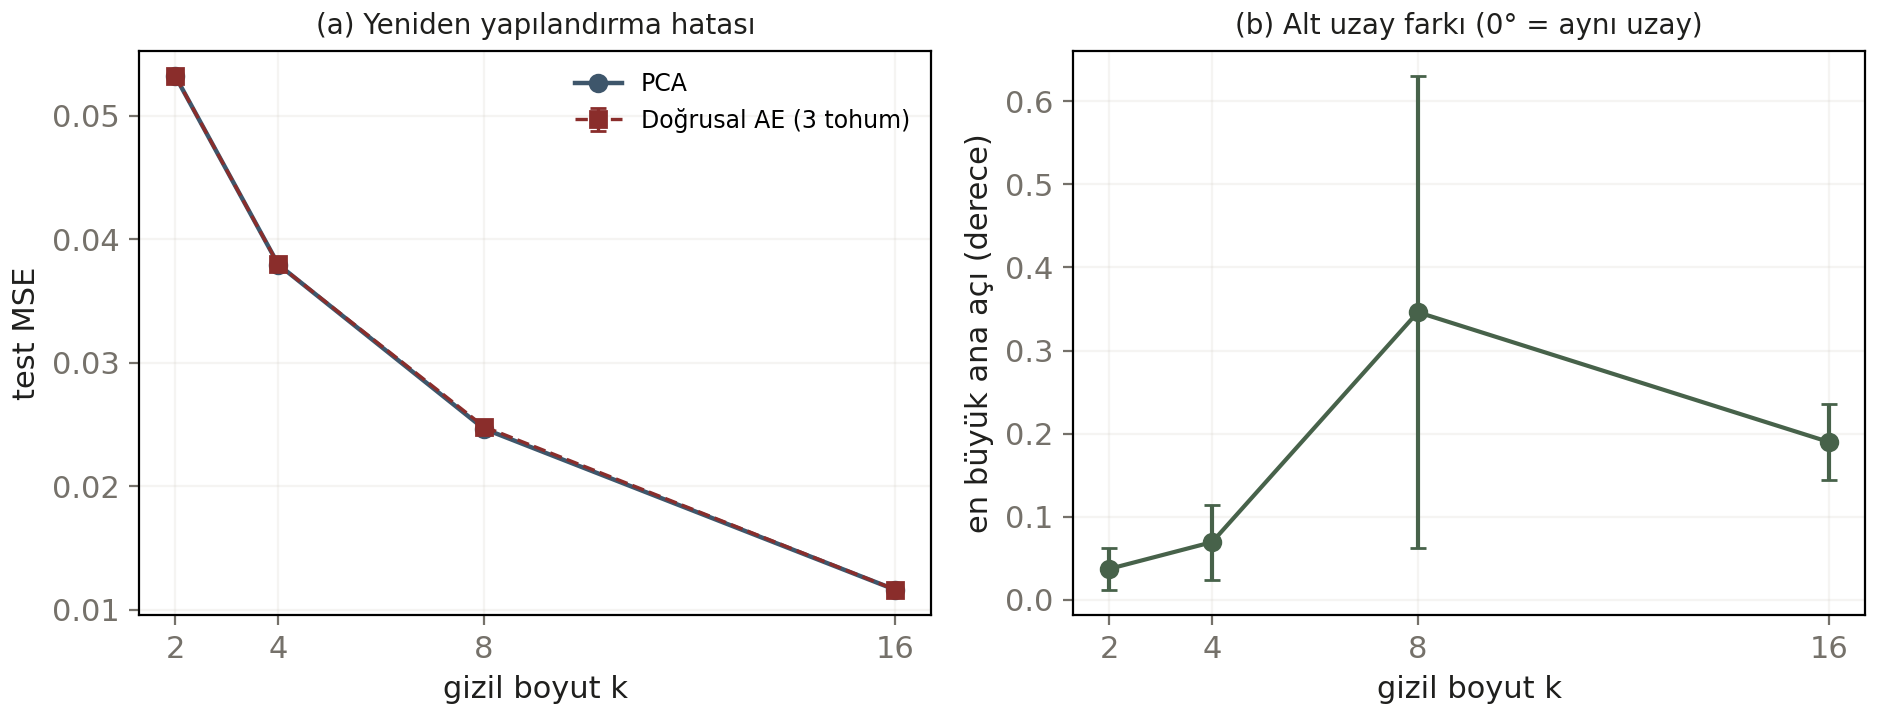 (a) Yeniden yapılandırma hatası
PCA
Doğrusal AE (3 tohum)
test MSE
0.05
0.04
0.03
0.02
0.01
2 4 8 16
gizil boyut k
(b) Alt uzay farkı (0° = aynı uzay)
en büyük ana açı (derece)
0.6
0.5
0.4
0.3
0.2
0.1
0.0
2 4 8 16
gizil boyut k